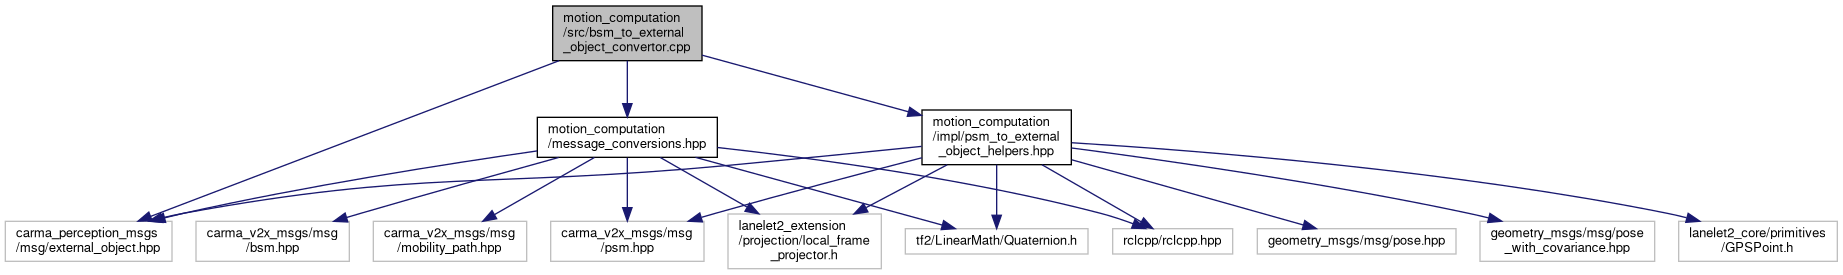 motion_computation
/src/bsm_to_external
_object_convertor.cpp
motion_computation
/message_conversions.hpp
motion_computation
/impl/psm_to_external
_object_helpers.hpp
carma_perception_msgs
/msg/external_object.hpp
carma_v2x_msgs/msg
/bsm.hpp
carma_v2x_msgs/msg
/mobility_path.hpp
carma_v2x_msgs/msg
/psm.hpp
lanelet2_extension
/projection/local_frame
_projector.h
tf2/LinearMath/Quaternion.h
rclcpp/rclcpp.hpp
geometry_msgs/msg/pose.hpp
geometry_msgs/msg/pose
_with_covariance.hpp
lanelet2_core/primitives
/GPSPoint.h